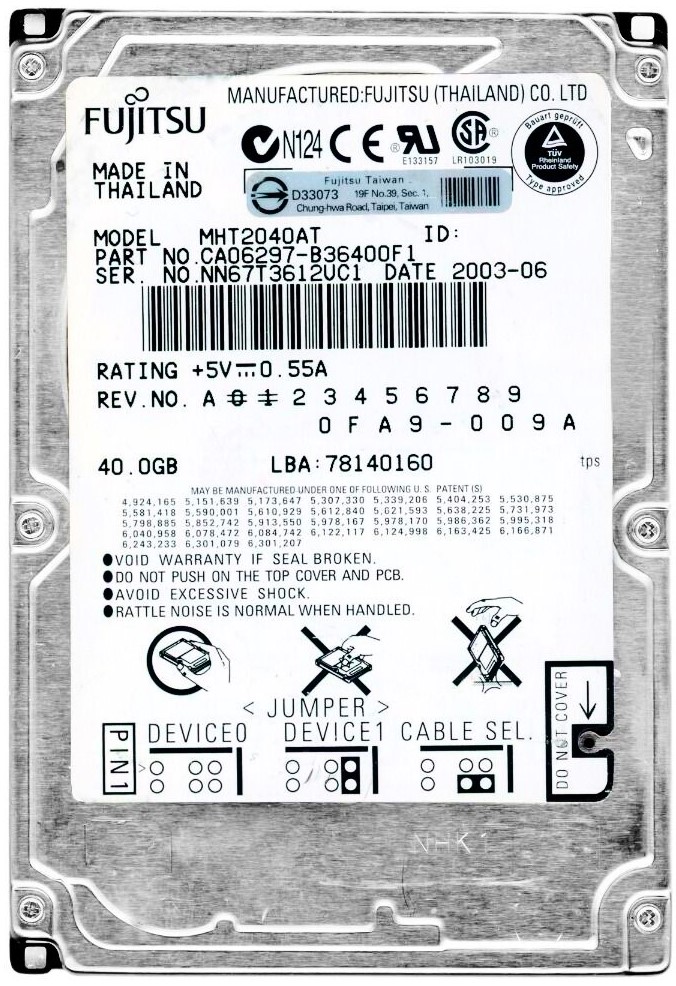 FUJITSU
MANUFACTURED:FUJITSU (THAILAND) CO. LTD
N124 CE ® RU ® SA
E133157 LR103019
Bauart geprüft
TÜV
Rheinland
Product Safety
Type approved
MADE IN
THAILAND
Fujitsu Taiwan
D33073 19F No.39, Sec. 1,
Chung-hwa Road, Taipei, Taiwan
MODEL MHT2040AT ID:
PART NO.CA06297-B36400F1
SER. NO.NN67T3612UC1 DATE 2003-06
RATING +5V⎓0.55A
REV.NO. A 0 1 2 3 4 5 6 7 8 9
0FA9-009A
40.0GB LBA:78140160 tps
MAY BE MANUFACTURED UNDER ONE OF FOLLOWING U.S. PATENT (S)
4,924,165 5,151,639 5,173,647 5,307,330 5,339,206 5,404,253 5,530,875
5,581,418 5,590,001 5,610,929 5,612,840 5,621,593 5,638,225 5,731,973
5,798,885 5,852,742 5,913,550 5,978,167 5,978,170 5,986,362 5,995,318
6,040,958 6,078,472 6,084,742 6,122,117 6,124,998 6,163,425 6,166,871
6,243,233 6,301,079 6,301,207
●VOID WARRANTY IF SEAL BROKEN.
●DO NOT PUSH ON THE TOP COVER AND PCB.
●AVOID EXCESSIVE SHOCK.
●RATTLE NOISE IS NORMAL WHEN HANDLED.
< JUMPER >
PIN1 DEVICE0 DEVICE1 CABLE SEL.
DO NOT COVER
NHK1